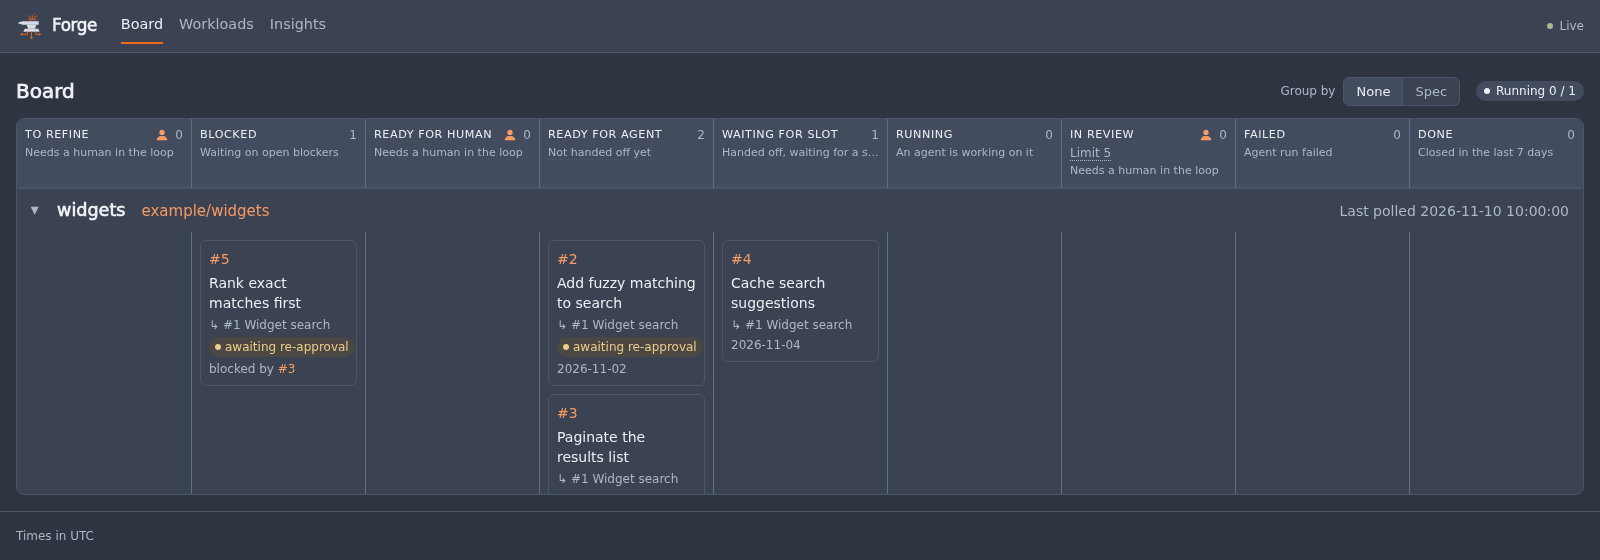 Forge Board Workloads Insights Live
Board Group by None Spec Running 0 / 1
TO REFINE 0
Needs a human in the loop
BLOCKED 1
Waiting on open blockers
READY FOR HUMAN 0
Needs a human in the loop
READY FOR AGENT 2
Not handed off yet
WAITING FOR SLOT 1
Handed off, waiting for a s...
RUNNING 0
An agent is working on it
IN REVIEW 0
Limit 5
Needs a human in the loop
FAILED 0
Agent run failed
DONE 0
Closed in the last 7 days
▼ widgets example/widgets Last polled 2026-11-10 10:00:00
#5
Rank exact
matches first
↳ #1 Widget search
awaiting re-approval
blocked by #3
#2
Add fuzzy matching
to search
↳ #1 Widget search
awaiting re-approval
2026-11-02
#3
Paginate the
results list
↳ #1 Widget search
#4
Cache search
suggestions
↳ #1 Widget search
2026-11-04
Times in UTC